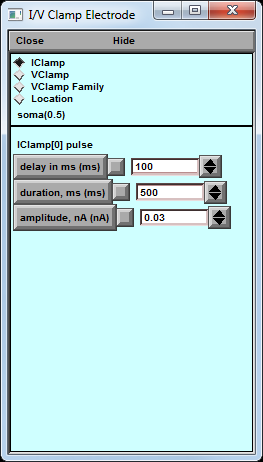 I/V Clamp Electrode
Close Hide
IClamp
VClamp
VClamp Family
Location
soma(0.5)
IClamp[0] pulse
delay in ms (ms) 100
duration, ms (ms) 500
amplitude, nA (nA) 0.03